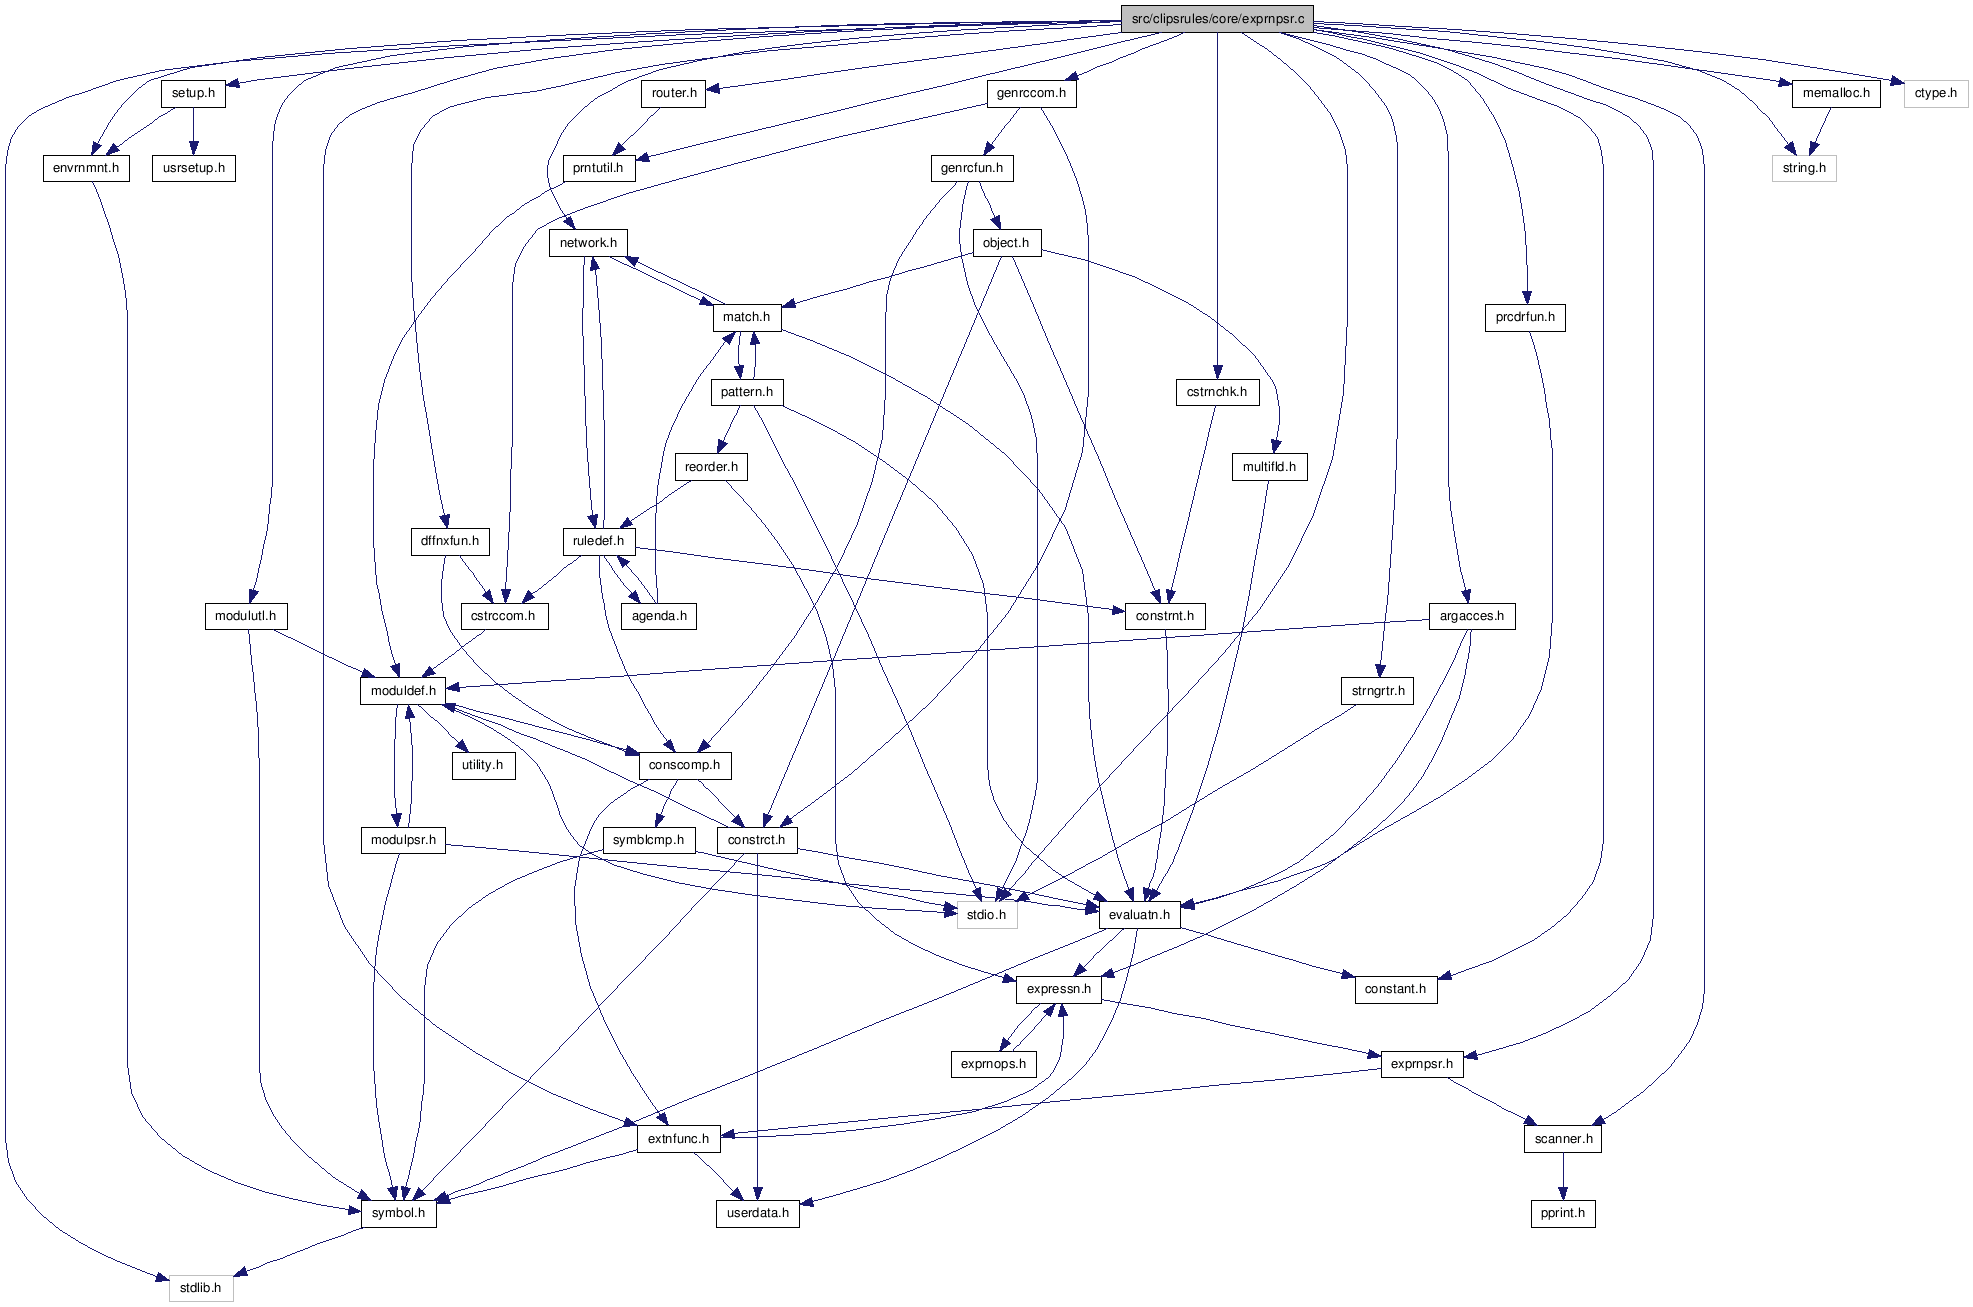 src/clipsrules/core/exprnpsr.c
setup.h
router.h
genrccom.h
memalloc.h
ctype.h
envrnmnt.h
usrsetup.h
prntutil.h
genrcfun.h
string.h
network.h
object.h
match.h
prcdrfun.h
pattern.h
cstrnchk.h
reorder.h
multifld.h
dffnxfun.h
ruledef.h
modulutl.h
cstrccom.h
agenda.h
constrnt.h
argacces.h
moduldef.h
strngrtr.h
utility.h
conscomp.h
modulpsr.h
symblcmp.h
constrct.h
stdio.h
evaluatn.h
expressn.h
constant.h
exprnops.h
exprnpsr.h
extnfunc.h
scanner.h
symbol.h
userdata.h
pprint.h
stdlib.h